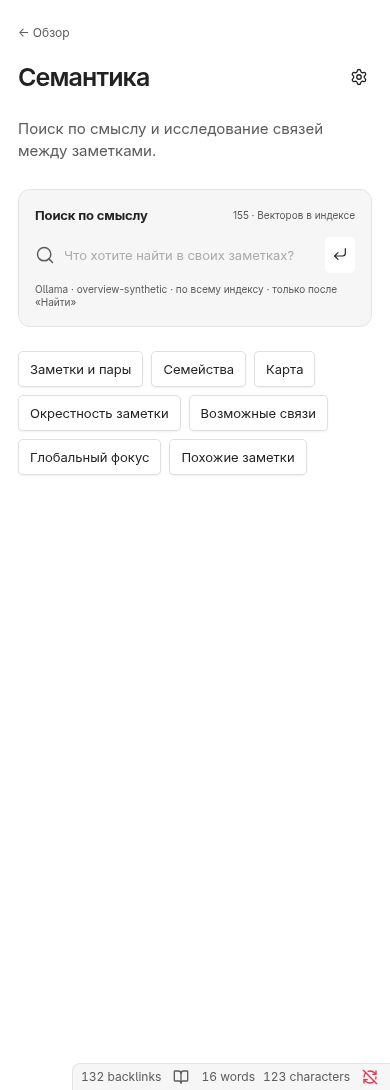 ← Обзор
Семантика
Поиск по смыслу и исследование связей
между заметками.
Поиск по смыслу 155 · Векторов в индексе
Что хотите найти в своих заметках?
Ollama · overview-synthetic · по всему индексу · только после
«Найти»
Заметки и пары Семейства Карта
Окрестность заметки Возможные связи
Глобальный фокус Похожие заметки
132 backlinks 16 words 123 characters